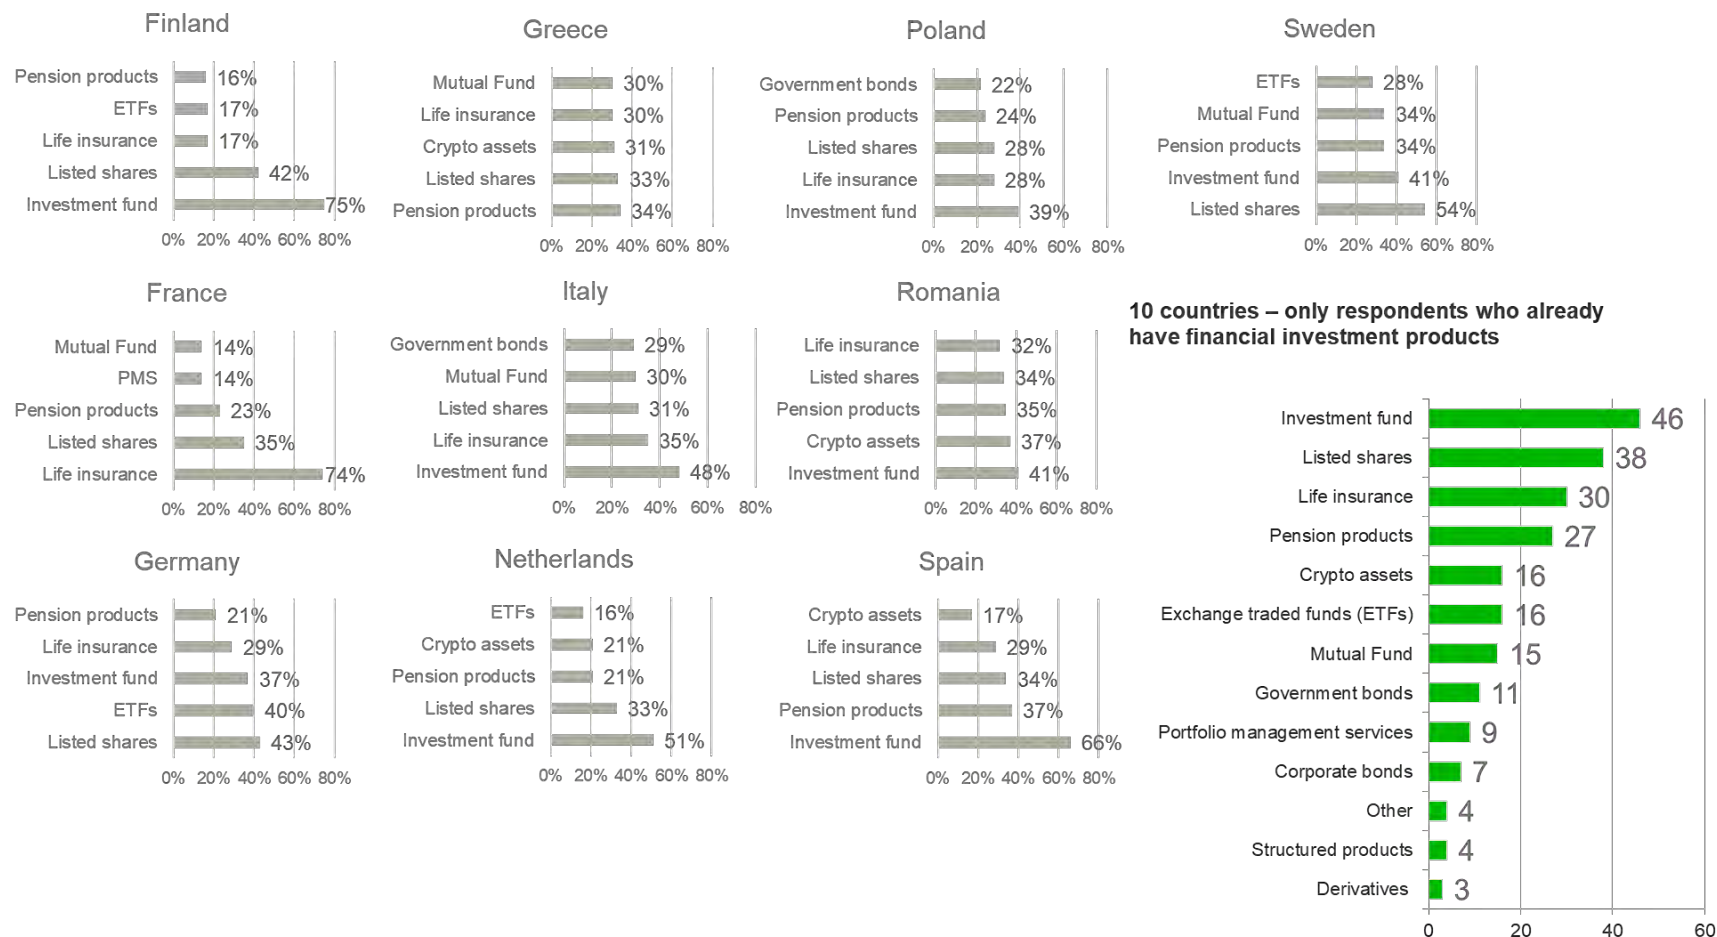 Finland
Pension products 16%
ETFs 17%
Life insurance 17%
Listed shares 42%
Investment fund 75%
0% 20% 40% 60% 80%
Greece
Mutual Fund 30%
Life insurance 30%
Crypto assets 31%
Listed shares 33%
Pension products 34%
0% 20% 40% 60% 80%
Poland
Government bonds 22%
Pension products 24%
Listed shares 28%
Life insurance 28%
Investment fund 39%
0% 20% 40% 60% 80%
Sweden
ETFs 28%
Mutual Fund 34%
Pension products 34%
Investment fund 41%
Listed shares 54%
0% 20% 40% 60% 80%
France
Mutual Fund 14%
PMS 14%
Pension products 23%
Listed shares 35%
Life insurance 74%
0% 20% 40% 60% 80%
Italy
Government bonds 29%
Mutual Fund 30%
Listed shares 31%
Life insurance 35%
Investment fund 48%
0% 20% 40% 60% 80%
Romania
Life insurance 32%
Listed shares 34%
Pension products 35%
Crypto assets 37%
Investment fund 41%
0% 20% 40% 60% 80%
Germany
Pension products 21%
Life insurance 29%
Investment fund 37%
ETFs 40%
Listed shares 43%
0% 20% 40% 60% 80%
Netherlands
ETFs 16%
Crypto assets 21%
Pension products 21%
Listed shares 33%
Investment fund 51%
0% 20% 40% 60% 80%
Spain
Crypto assets 17%
Life insurance 29%
Listed shares 34%
Pension products 37%
Investment fund 66%
0% 20% 40% 60% 80%
10 countries – only respondents who already
have financial investment products
Investment fund 46
Listed shares 38
Life insurance 30
Pension products 27
Crypto assets 16
Exchange traded funds (ETFs) 16
Mutual Fund 15
Government bonds 11
Portfolio management services 9
Corporate bonds 7
Other 4
Structured products 4
Derivatives 3
0 20 40 60